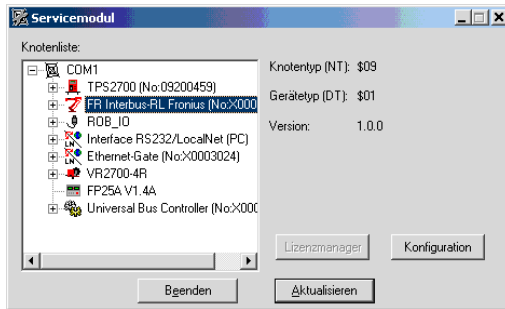 Servicemodul
Knotenliste:
COM1
TPS2700 (No:09200459)
FR Interbus-RL Fronius (No:X000
ROB_IO
Interface RS232/LocalNet (PC)
Ethernet-Gate (No:X0003024)
VR2700-4R
FP25A V1.4A
Universal Bus Controller (No:X000
Knotentyp (NT): $09
Gerätetyp (DT): $01
Version: 1.0.0
Lizenzmanager
Konfiguration
Beenden
Aktualisieren